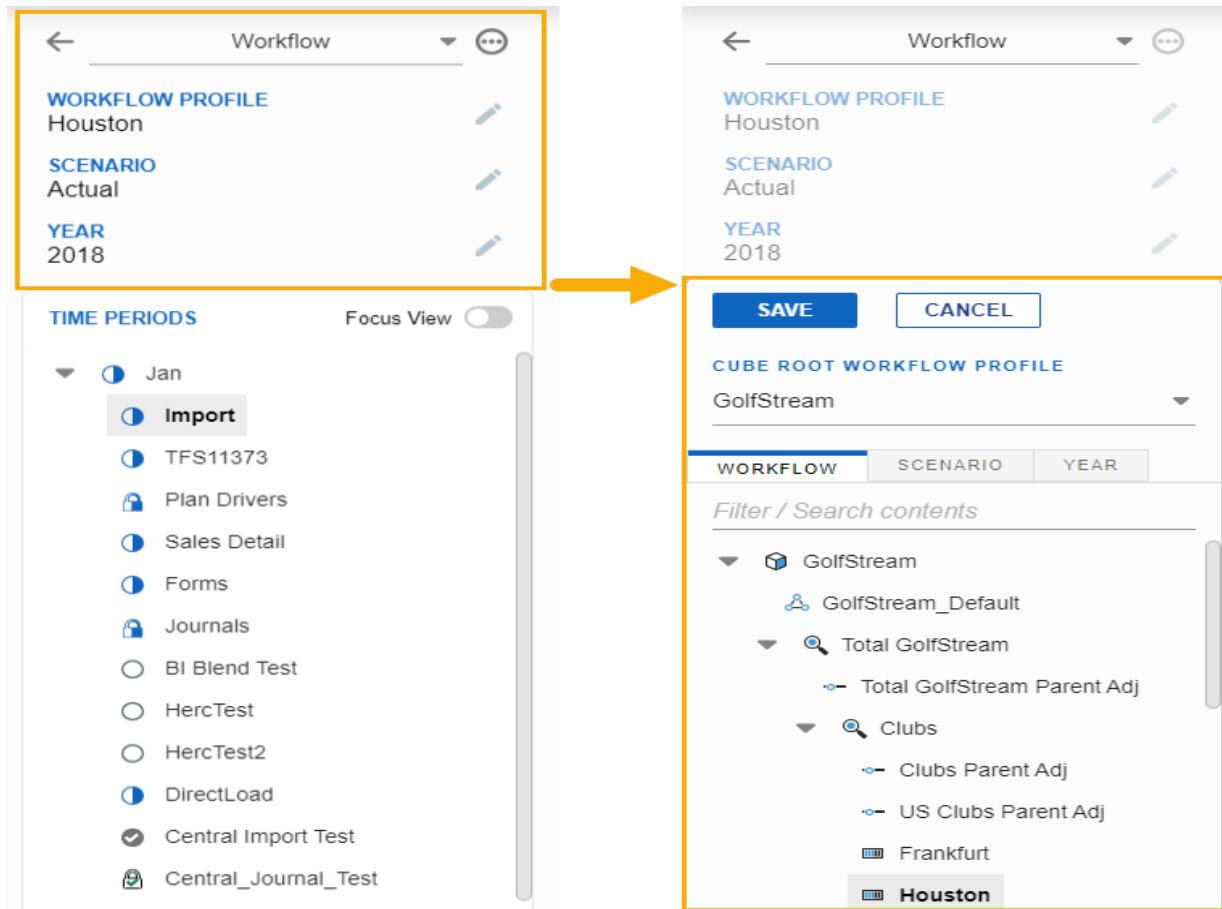 Workflow
WORKFLOW PROFILE
Houston
SCENARIO
Actual
YEAR
2018
TIME PERIODS Focus View
Jan
Import
TFS11373
Plan Drivers
Sales Detail
Forms
Journals
BI Blend Test
HercTest
HercTest2
DirectLoad
Central Import Test
Central_Journal_Test
Workflow
WORKFLOW PROFILE
Houston
SCENARIO
Actual
YEAR
2018
SAVE CANCEL
CUBE ROOT WORKFLOW PROFILE
GolfStream
WORKFLOW SCENARIO YEAR
Filter / Search contents
GolfStream
GolfStream_Default
Total GolfStream
Total GolfStream Parent Adj
Clubs
Clubs Parent Adj
US Clubs Parent Adj
Frankfurt
Houston